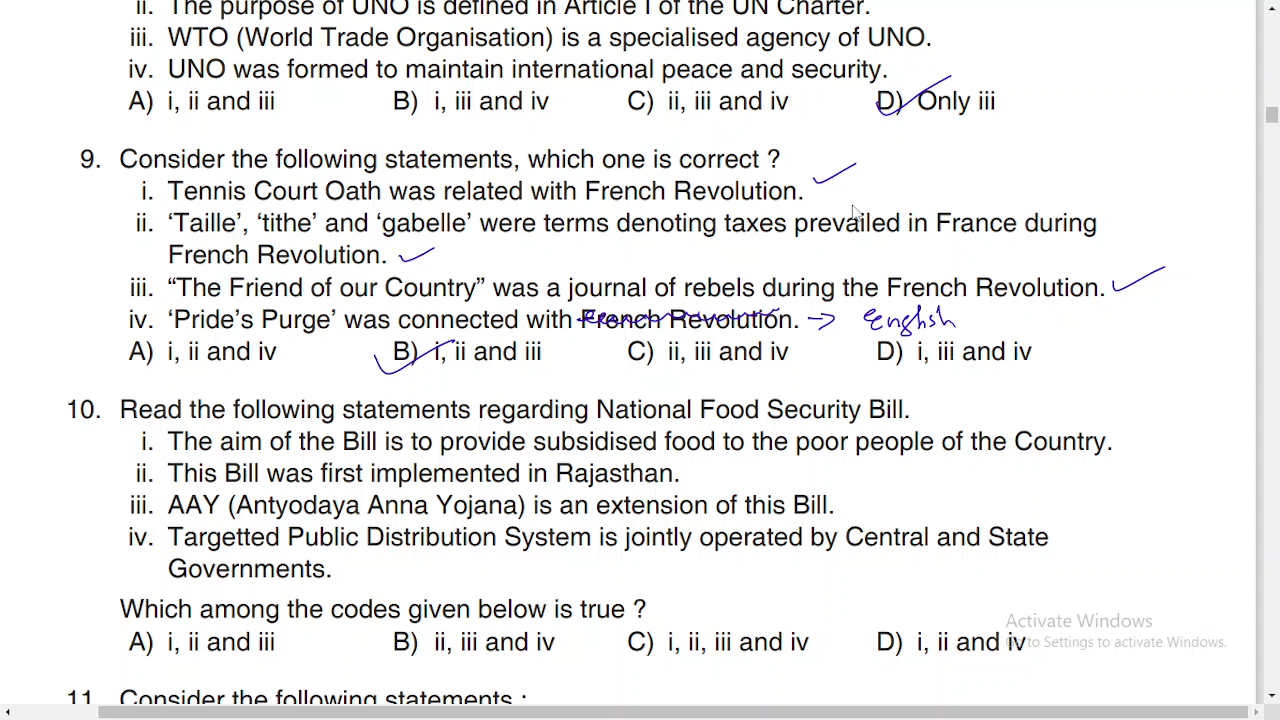 ii. The purpose of UNO is defined in Article I of the UN Charter.
iii. WTO (World Trade Organisation) is a specialised agency of UNO.
iv. UNO was formed to maintain international peace and security.
A) i, ii and iii B) i, iii and iv C) ii, iii and iv D) Only iii
9. Consider the following statements, which one is correct ?
i. Tennis Court Oath was related with French Revolution.
ii. ‘Taille’, ‘tithe’ and ‘gabelle’ were terms denoting taxes prevailed in France during
French Revolution.
iii. “The Friend of our Country” was a journal of rebels during the French Revolution.
iv. ‘Pride’s Purge’ was connected with French Revolution. → English
A) i, ii and iv B) i, ii and iii C) ii, iii and iv D) i, iii and iv
10. Read the following statements regarding National Food Security Bill.
i. The aim of the Bill is to provide subsidised food to the poor people of the Country.
ii. This Bill was first implemented in Rajasthan.
iii. AAY (Antyodaya Anna Yojana) is an extension of this Bill.
iv. Targetted Public Distribution System is jointly operated by Central and State
Governments.
Which among the codes given below is true ?
Activate Windows
A) i, ii and iii B) ii, iii and iv C) i, ii, iii and iv D) i, ii and iv
Go to Settings to activate Windows.
11. Consider the following statements :